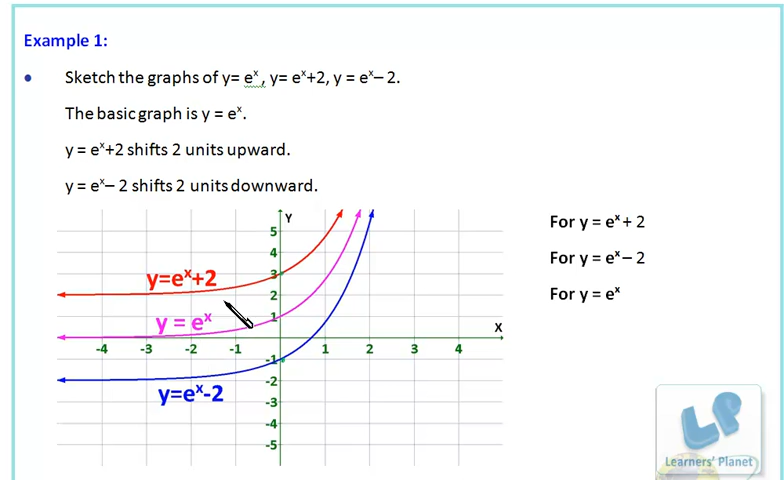 Example 1:
• Sketch the graphs of y= eˣ, y= eˣ+2, y = eˣ– 2.
The basic graph is y = eˣ.
y = eˣ+2 shifts 2 units upward.
y = eˣ– 2 shifts 2 units downward.
For y = eˣ + 2
For y = eˣ – 2
For y = eˣ
Y
5
4
3
2
1
y=eˣ+2
y = eˣ
X
-4 -3 -2 -1 1 2 3 4
-1
-2
-3
-4
-5
y=eˣ-2
LP
Learners' Planet